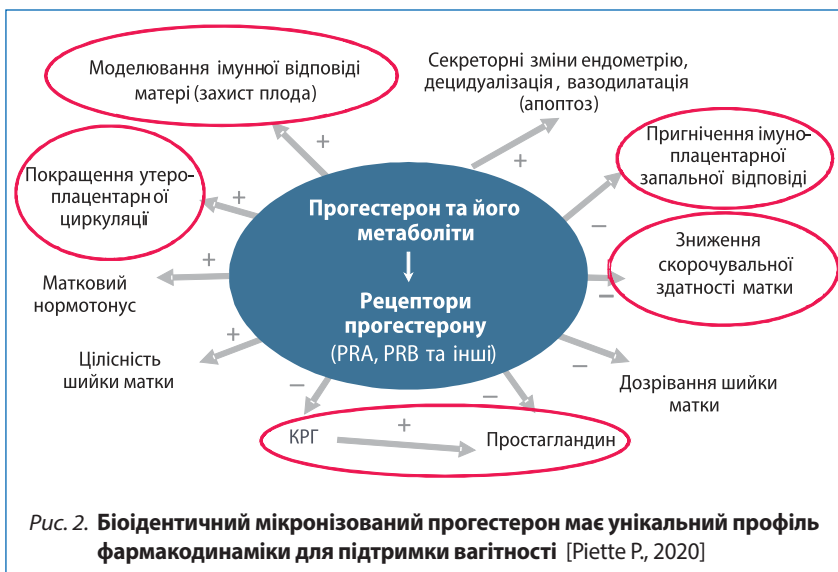 Моделювання імунної відповіді
матері (захист плода)
Секреторні зміни ендометрію,
децидуалізація, вазодилатація
(апоптоз)
Пригнічення імуно-
плацентарної
запальної відповіді
Покращення утеро-
плацентарної
циркуляції
+
+
+
–
Прогестерон та його
метаболіти
Рецептори
прогестерону
(PRA, PRB та інші)
Зниження
скорочувальної
здатності матки
–
Матковий
нормотонус
+
Цілісність
шийки матки
+
Дозрівання шийки
матки
–
–
–
КРГ
+
Простагландин
Рис. 2. Біоідентичний мікронізований прогестерон має унікальний профіль
фармакодинаміки для підтримки вагітності [Piette P., 2020]